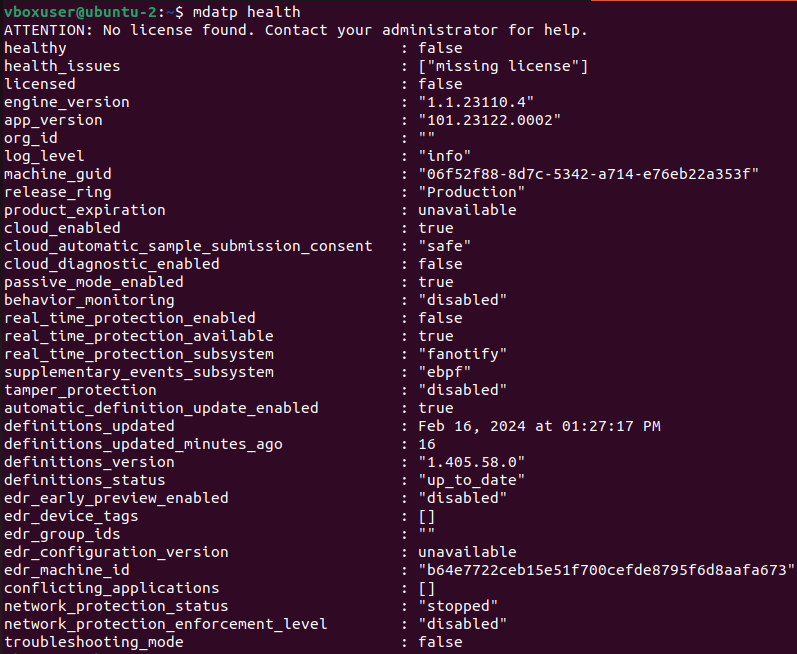 vboxuser@ubuntu-2:~$ mdatp health
ATTENTION: No license found. Contact your administrator for help.
healthy : false
health_issues : ["missing license"]
licensed : false
engine_version : "1.1.23110.4"
app_version : "101.23122.0002"
org_id : ""
log_level : "info"
machine_guid : "06f52f88-8d7c-5342-a714-e76eb22a353f"
release_ring : "Production"
product_expiration : unavailable
cloud_enabled : true
cloud_automatic_sample_submission_consent : "safe"
cloud_diagnostic_enabled : false
passive_mode_enabled : true
behavior_monitoring : "disabled"
real_time_protection_enabled : false
real_time_protection_available : true
real_time_protection_subsystem : "fanotify"
supplementary_events_subsystem : "ebpf"
tamper_protection : "disabled"
automatic_definition_update_enabled : true
definitions_updated : Feb 16, 2024 at 01:27:17 PM
definitions_updated_minutes_ago : 16
definitions_version : "1.405.58.0"
definitions_status : "up_to_date"
edr_early_preview_enabled : "disabled"
edr_device_tags : []
edr_group_ids : ""
edr_configuration_version : unavailable
edr_machine_id : "b64e7722ceb15e51f700cefde8795f6d8aafa673"
conflicting_applications : []
network_protection_status : "stopped"
network_protection_enforcement_level : "disabled"
troubleshooting_mode : false